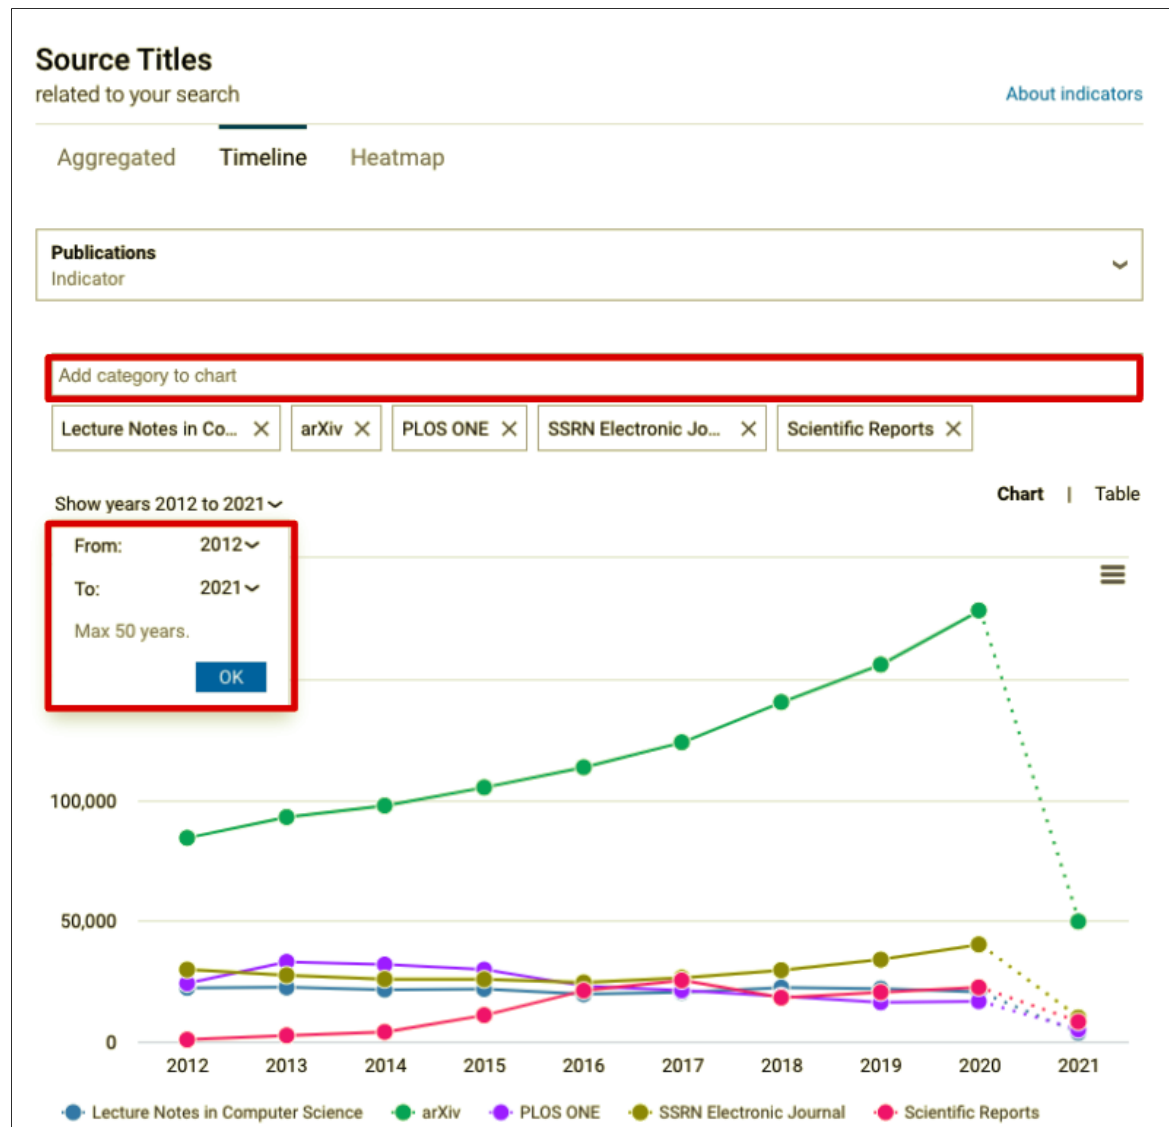 Source Titles
related to your search
About indicators
Aggregated Timeline Heatmap
Publications
Indicator
Add category to chart
Lecture Notes in Co... arXiv PLOS ONE SSRN Electronic Jo... Scientific Reports
Chart | Table
Show years 2012 to 2021
From: 2012
To: 2021
Max 50 years.
OK
100,000
50,000
0
2012 2013 2014 2015 2016 2017 2018 2019 2020 2021
Lecture Notes in Computer Science arXiv PLOS ONE SSRN Electronic Journal Scientific Reports